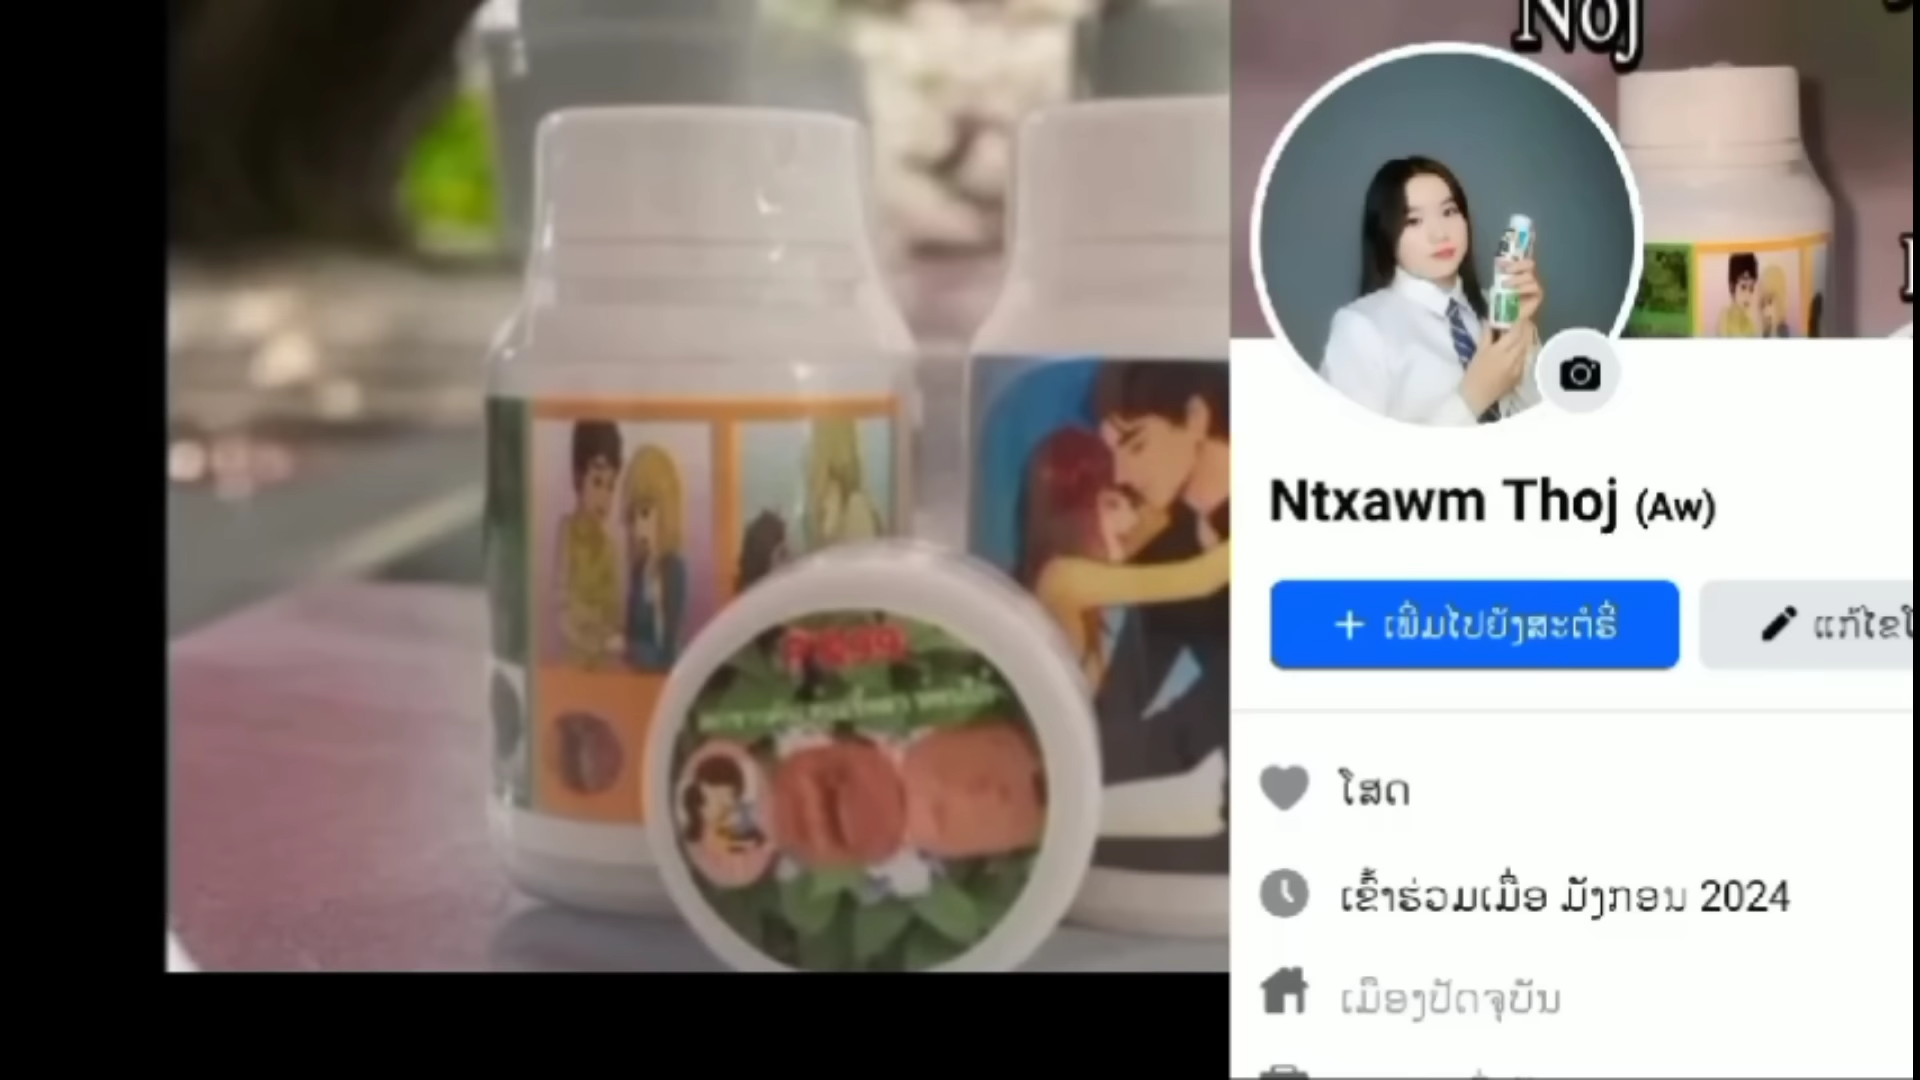 Noj
Ntxawm Thoj (Aw)
+ ເພີ່ມໄປຍັງສະຕໍຣີ່
ແກ້ໄຂ
ໂສດ
ເຂົ້າຮ່ວມເມື່ອ ມັງກອນ 2024
ເມືອງປັດຈຸບັນ